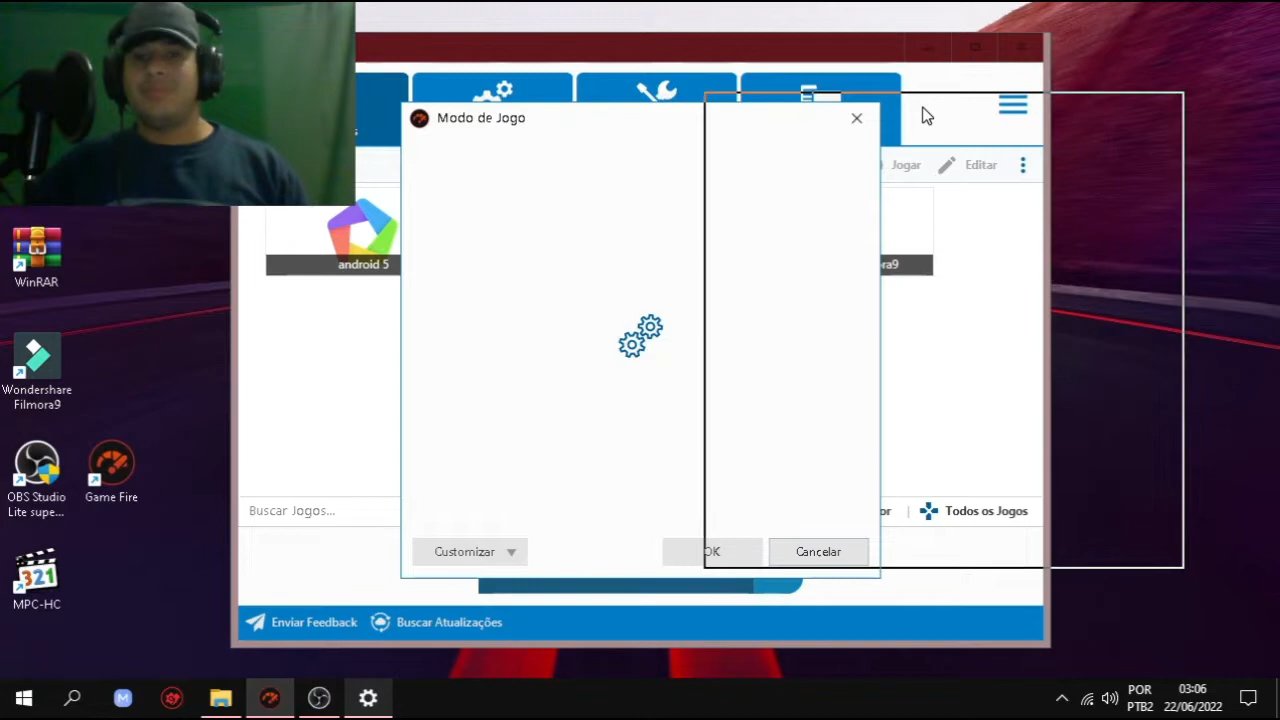 Modo de Jogo
Jogar
Editar
android 5
ra9
WinRAR
Wondershare
Filmora9
OBS Studio
Lite supe...
Game Fire
321
MPC-HC
Buscar Jogos...
or
Todos os Jogos
Customizar
OK
Cancelar
Enviar Feedback
Buscar Atualizações
POR
PTB2
03:06
22/06/2022